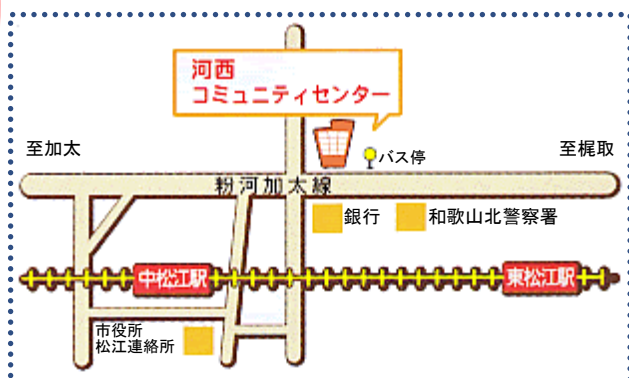 河西
コミュニティセンター
至加太
バス停
至梶取
粉河加太線
銀行
和歌山北警察署
中松江駅
東松江駅
市役所
松江連絡所